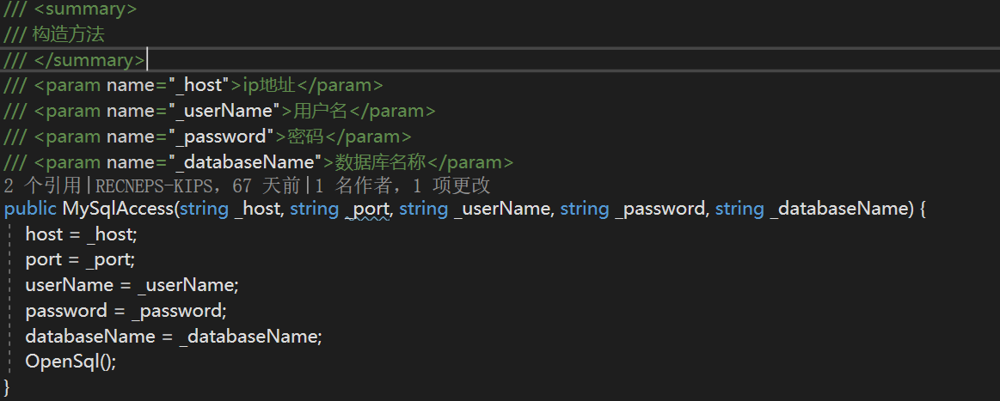 /// <summary>
/// 构造方法
/// </summary>
/// <param name="_host">ip地址</param>
/// <param name="_userName">用户名</param>
/// <param name="_password">密码</param>
/// <param name="_databaseName">数据库名称</param>
2 个引用|RECNEPS-KIPS，67 天前|1 名作者，1 项更改
public MySqlAccess(string _host, string _port, string _userName, string _password, string _databaseName) {
host = _host;
port = _port;
userName = _userName;
password = _password;
databaseName = _databaseName;
OpenSql();
}